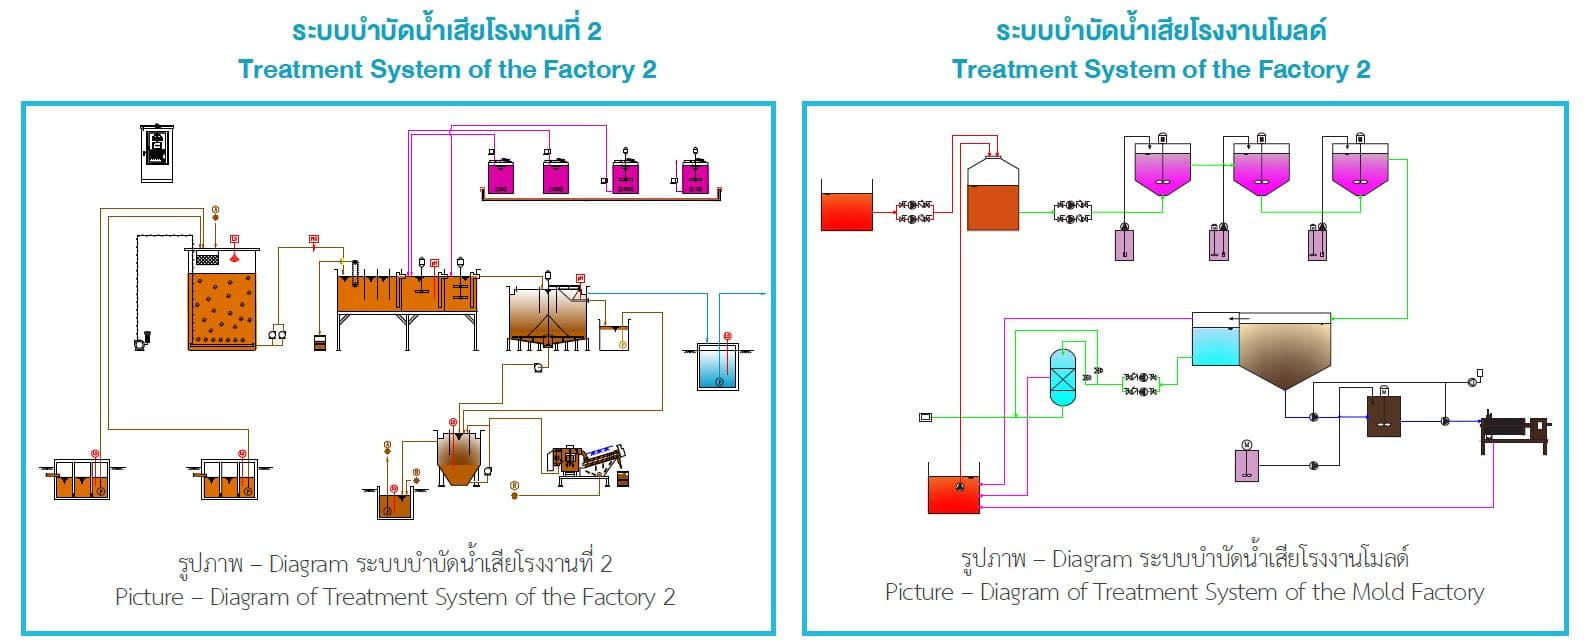 ระบบบำบัดน้ำเสียโรงงานที่ 2
Treatment System of the Factory 2
รูปภาพ – Diagram ระบบบำบัดน้ำเสียโรงงานที่ 2
Picture – Diagram of Treatment System of the Factory 2
ระบบบำบัดน้ำเสียโรงงานโมลด์
Treatment System of the Factory 2
รูปภาพ – Diagram ระบบบำบัดน้ำเสียโรงงานโมลด์
Picture – Diagram of Treatment System of the Mold Factory